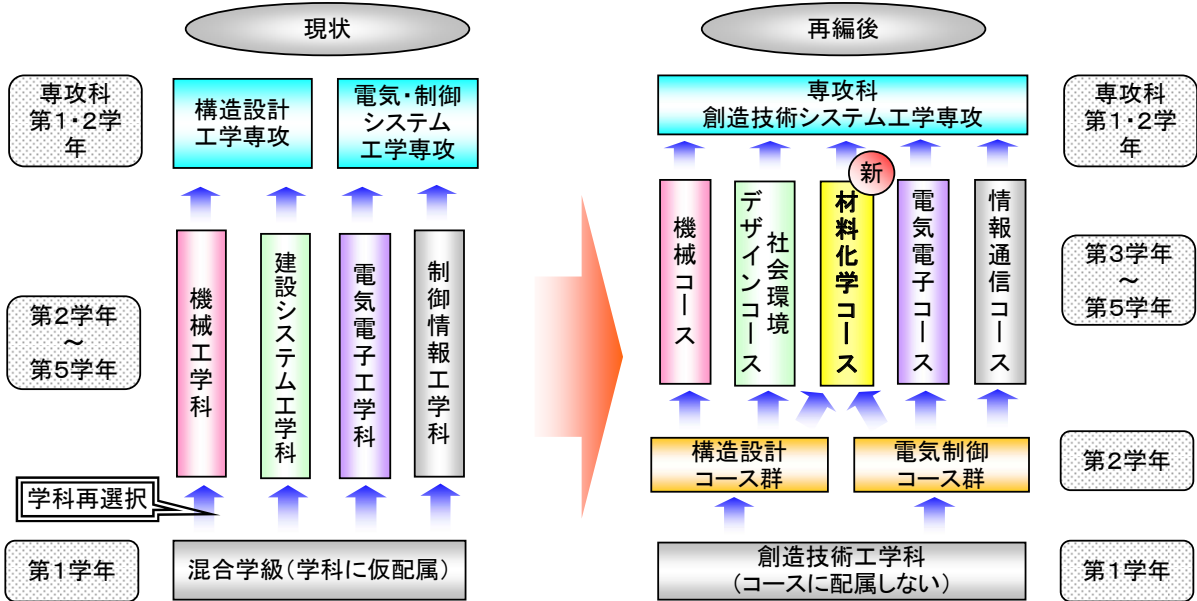 現状
専攻科
第1・2学
年
構造設計
工学専攻
電気・制御
システム
工学専攻
第2学年
～
第5学年
機械工学科
建設システム工学科
電気電子工学科
制御情報工学科
学科再選択
第1学年
混合学級(学科に仮配属)
再編後
専攻科
創造技術システム工学専攻
専攻科
第1・2学
年
新
機械コース
社会環境
デザインコース
材料化学コース
電気電子コース
情報通信コース
第3学年
～
第5学年
構造設計
コース群
電気制御
コース群
第2学年
創造技術工学科
(コースに配属しない)
第1学年